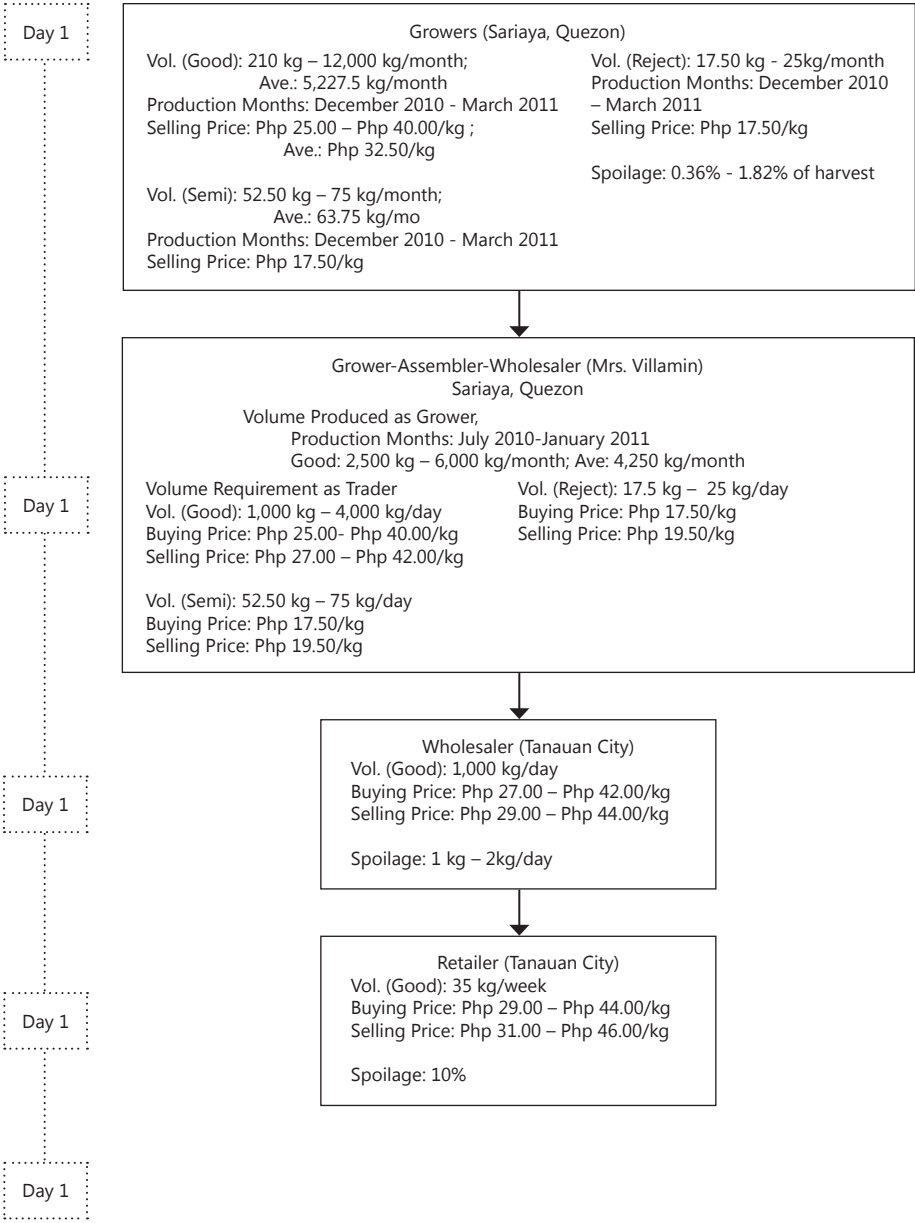 Day 1
Growers (Sariaya, Quezon)
Vol. (Good): 210 kg – 12,000 kg/month;
Ave.: 5,227.5 kg/month
Production Months: December 2010 - March 2011
Selling Price: Php 25.00 – Php 40.00/kg ;
Ave.: Php 32.50/kg
Vol. (Semi): 52.50 kg – 75 kg/month;
Ave.: 63.75 kg/mo
Production Months: December 2010 - March 2011
Selling Price: Php 17.50/kg
Vol. (Reject): 17.50 kg - 25kg/month
Production Months: December 2010
– March 2011
Selling Price: Php 17.50/kg
Spoilage: 0.36% - 1.82% of harvest
Day 1
Grower-Assembler-Wholesaler (Mrs. Villamin)
Sariaya, Quezon
Volume Produced as Grower,
Production Months: July 2010-January 2011
Good: 2,500 kg – 6,000 kg/month; Ave: 4,250 kg/month
Volume Requirement as Trader
Vol. (Good): 1,000 kg – 4,000 kg/day
Buying Price: Php 25.00- Php 40.00/kg
Selling Price: Php 27.00 – Php 42.00/kg
Vol. (Semi): 52.50 kg – 75 kg/day
Buying Price: Php 17.50/kg
Selling Price: Php 19.50/kg
Vol. (Reject): 17.5 kg – 25 kg/day
Buying Price: Php 17.50/kg
Selling Price: Php 19.50/kg
Day 1
Wholesaler (Tanauan City)
Vol. (Good): 1,000 kg/day
Buying Price: Php 27.00 – Php 42.00/kg
Selling Price: Php 29.00 – Php 44.00/kg
Spoilage: 1 kg – 2kg/day
Day 1
Retailer (Tanauan City)
Vol. (Good): 35 kg/week
Buying Price: Php 29.00 – Php 44.00/kg
Selling Price: Php 31.00 – Php 46.00/kg
Spoilage: 10%
Day 1